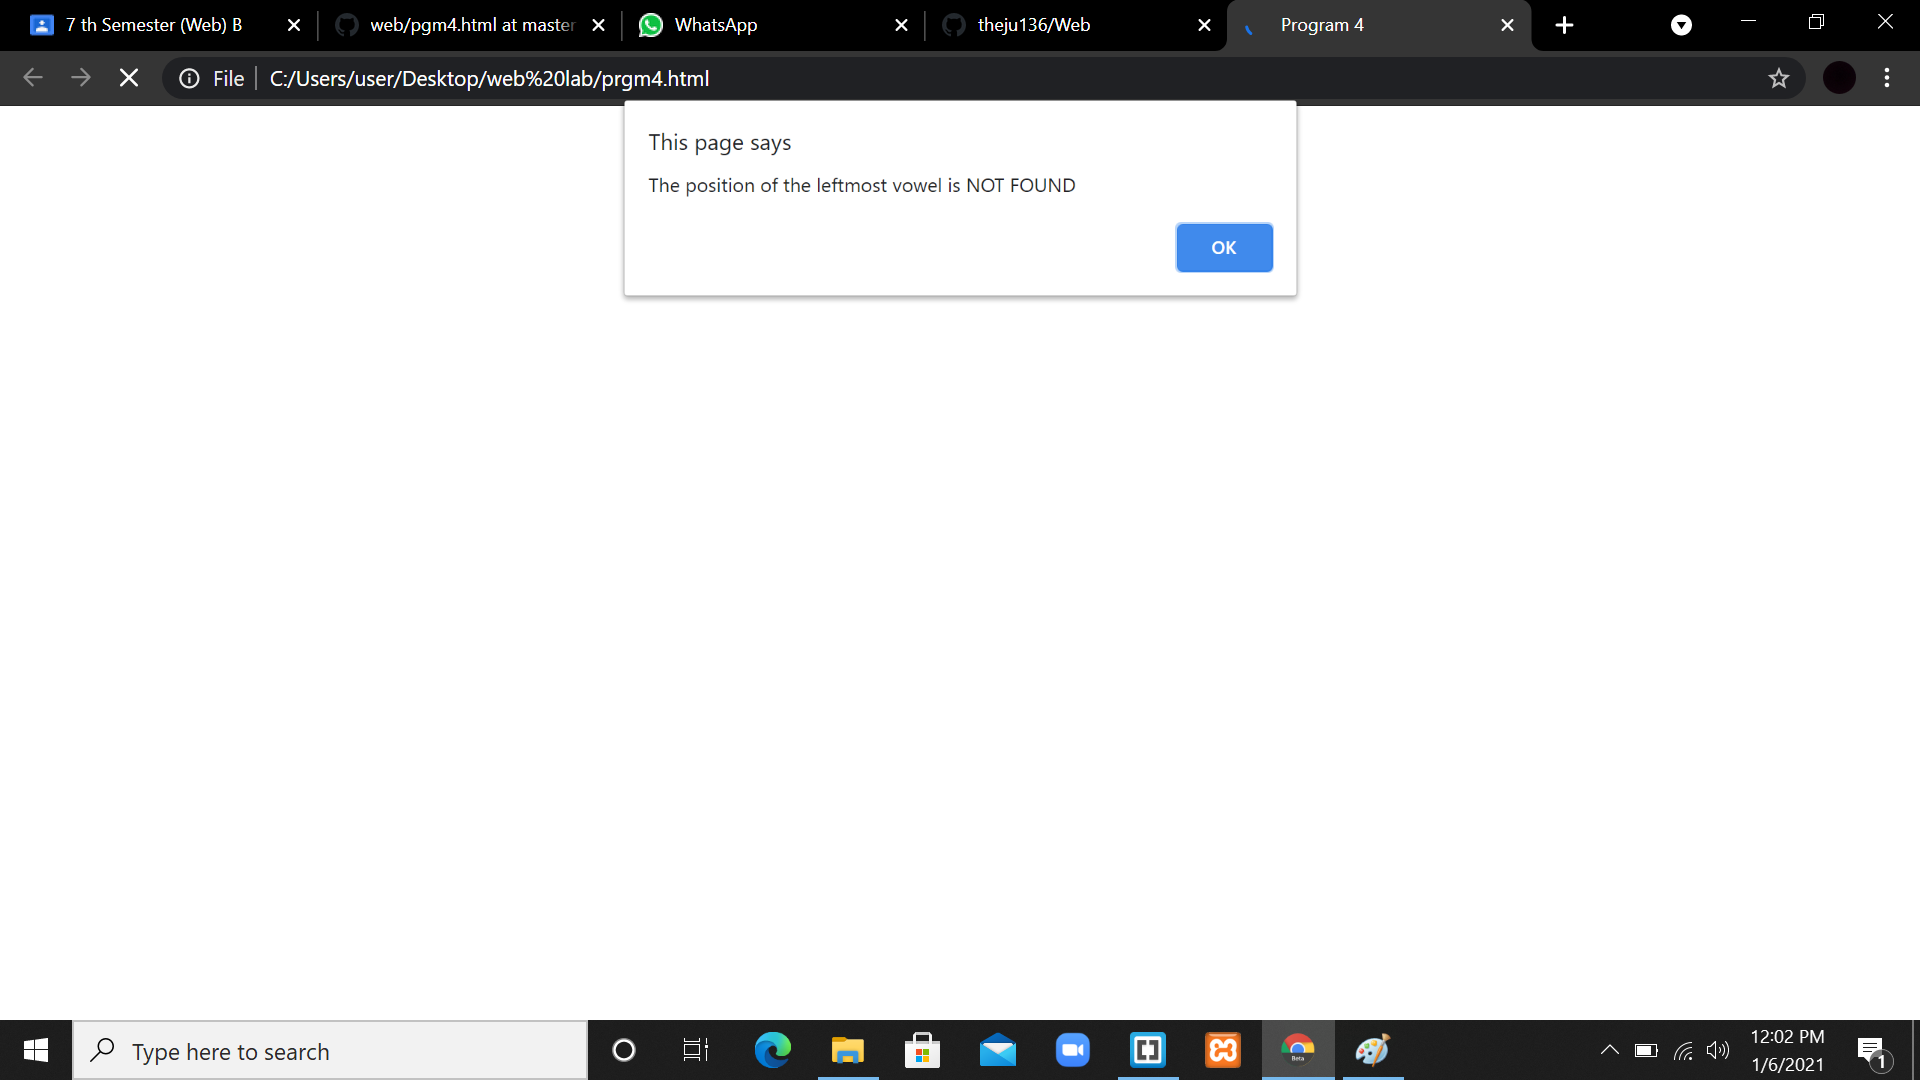 7 th Semester (Web) B
web/pgm4.html at master
WhatsApp
theju136/Web
Program 4
File
C:/Users/user/Desktop/web%20lab/prgm4.html
This page says
The position of the leftmost vowel is NOT FOUND
OK
Type here to search
Beta
12:02 PM
1/6/2021
1